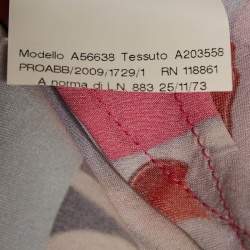 Modello A56638 Tessuto A203558
PROABB/2009/1729/1 RN 118861
A norma di L.N. 883 25/11/73